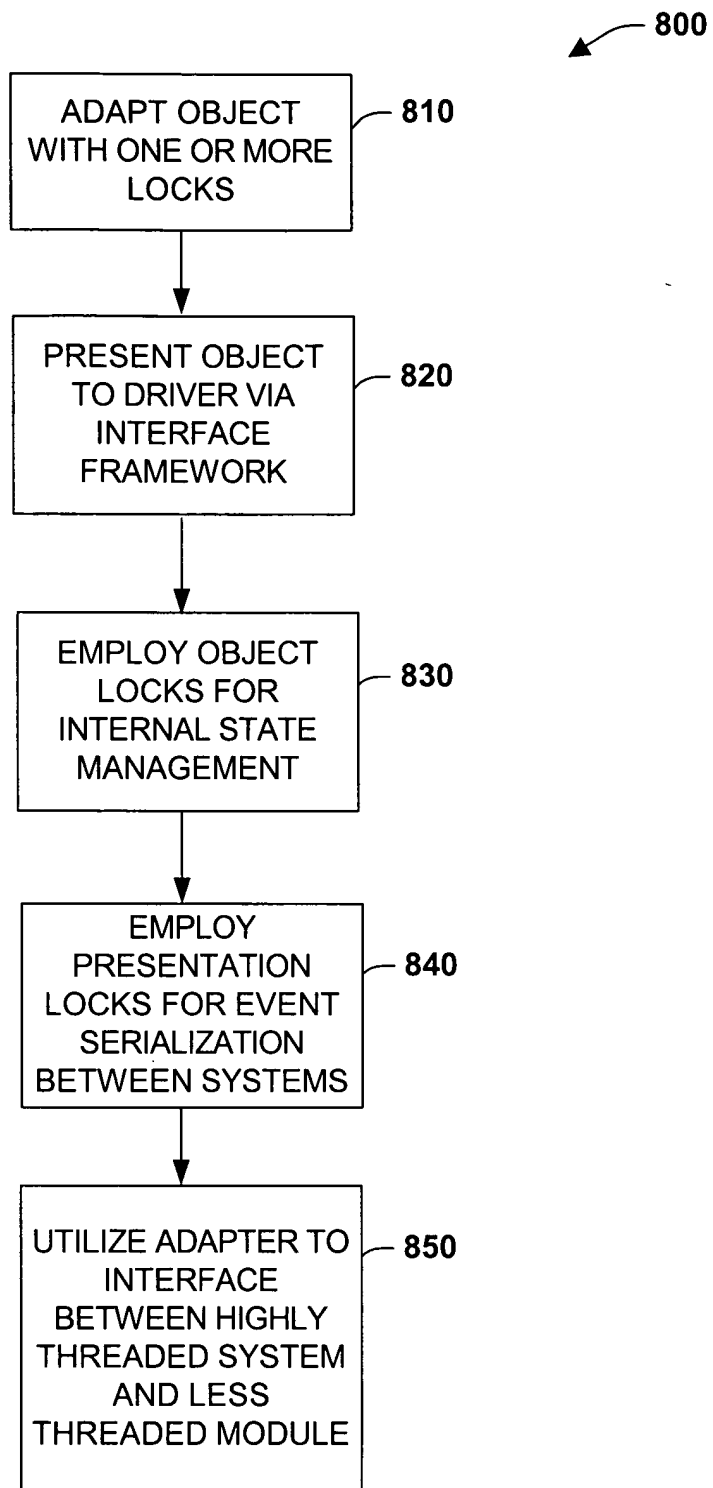 800
ADAPT OBJECT
WITH ONE OR MORE
LOCKS
810
PRESENT OBJECT
TO DRIVER VIA
INTERFACE
FRAMEWORK
820
EMPLOY OBJECT
LOCKS FOR
INTERNAL STATE
MANAGEMENT
830
EMPLOY
PRESENTATION
LOCKS FOR EVENT
SERIALIZATION
BETWEEN SYSTEMS
840
UTILIZE ADAPTER TO
INTERFACE
BETWEEN HIGHLY
THREADED SYSTEM
AND LESS
THREADED MODULE
850